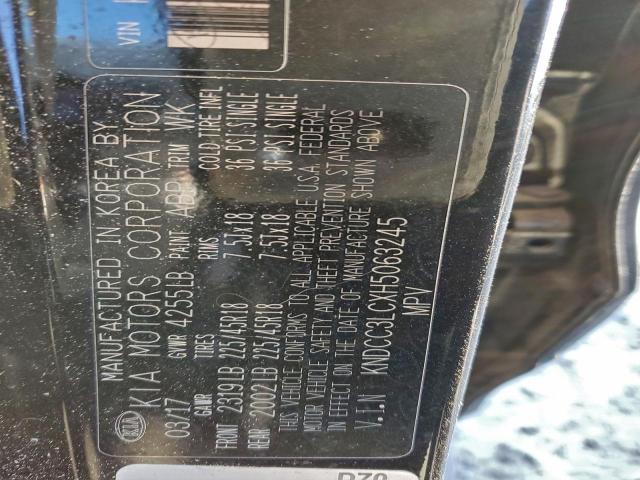 VIN
MANUFACTURED IN KOREA BY
KIA KIA MOTORS CORPORATION
03/17 GVWR 4255LB PAINT ABP TRIM WK
GAWR TIRES RIMS COLD TIRE INFL
FRONT 2319LB 225/45R18 7.5JX18 36 PSI SINGLE
REAR 2002LB 225/45R18 7.5JX18 36 PSI SINGLE
THIS VEHICLE CONFORMS TO ALL APPLICABLE U.S.A. FEDERAL
MOTOR VEHICLE SAFETY AND THEFT PREVENTION STANDARDS
IN EFFECT ON THE DATE OF MANUFACTURE SHOWN ABOVE
V.I.N KNDCC3LCXH5063245
MPV